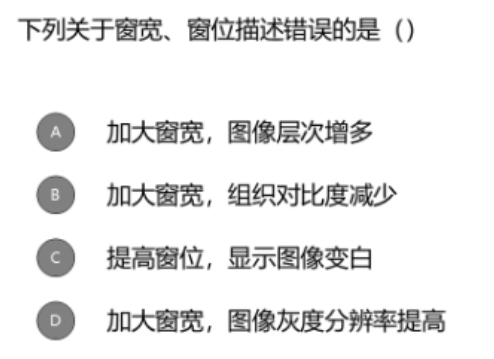 下列关于窗宽、窗位描述错误的是（）
A 加大窗宽，图像层次增多
B 加大窗宽，组织对比度减少
C 提高窗位，显示图像变白
D 加大窗宽，图像灰度分辨率提高